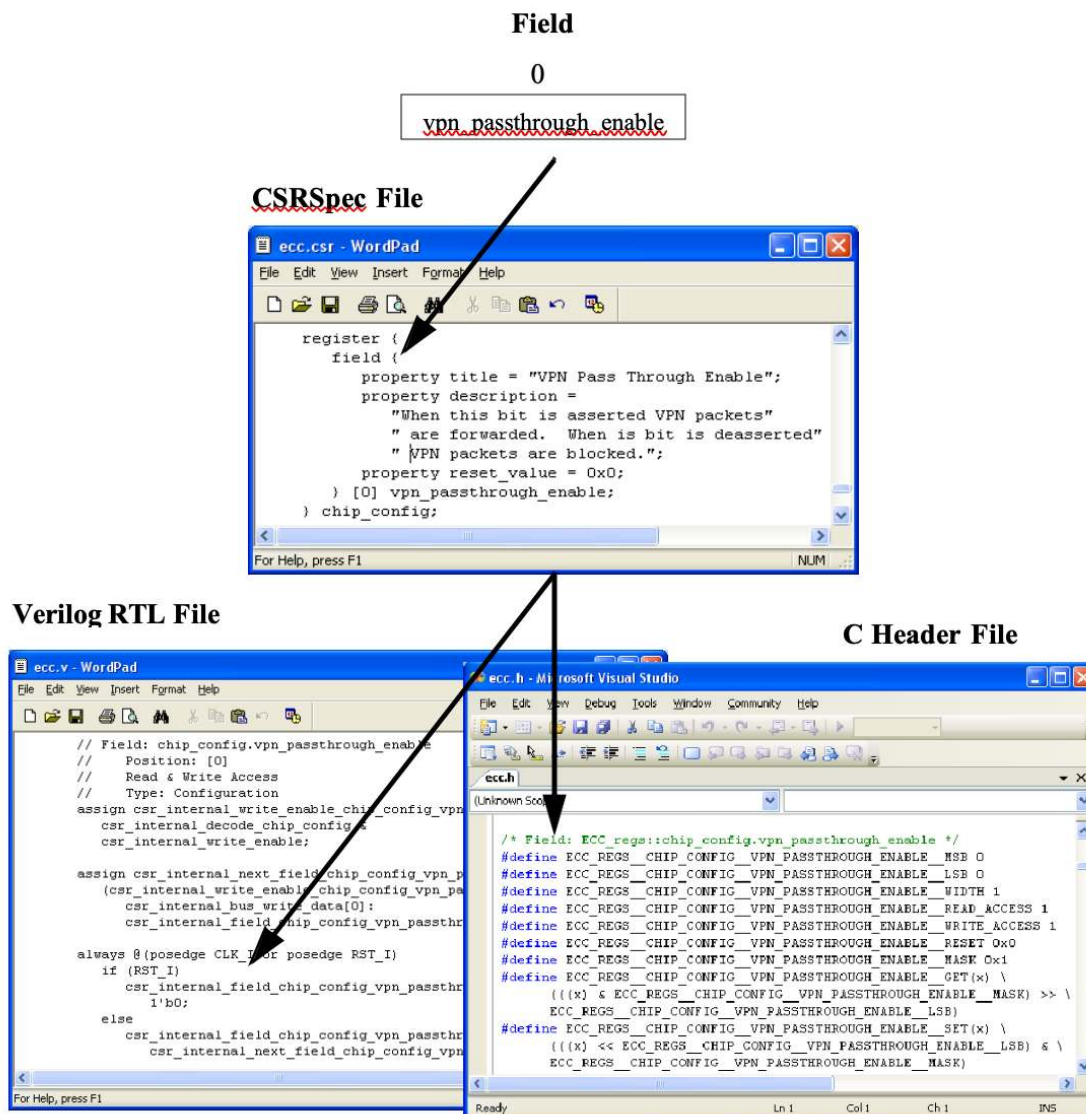 Field
0
vpn_passthrough_enable
CSRSpec File
ecc.csr - WordPad
File Edit View Insert Format Help
register {
field {
property title = "VPN Pass Through Enable";
property description =
"When this bit is asserted VPN packets"
" are forwarded.  When is bit is deasserted"
" VPN packets are blocked.";
property reset_value = 0x0;
} [0] vpn_passthrough_enable;
} chip_config;
For Help, press F1 NUM
Verilog RTL File
ecc.v - WordPad
File Edit View Insert Format Help
// Field: chip_config.vpn_passthrough_enable
// Position: [0]
// Read & Write Access
// Type: Configuration
assign csr_internal_write_enable_chip_config_vpn
csr_internal_decode_chip_config &
csr_internal_write_enable;
assign csr_internal_next_field_chip_config_vpn_p
(csr_internal_write_enable_chip_config_vpn_pa
csr_internal_bus_write_data[0]:
csr_internal_field_chip_config_vpn_passthr
always @(posedge CLK_I or posedge RST_I)
if (RST_I)
csr_internal_field_chip_config_vpn_passthr
1'b0;
else
csr_internal_field_chip_config_vpn_passthr
csr_internal_next_field_chip_config_vpn
For Help, press F1
C Header File
ecc.h - Microsoft Visual Studio
File Edit View Debug Tools Window Community Help
ecc.h
(Unknown Scope)
/* Field: ECC_regs::chip_config.vpn_passthrough_enable */
#define ECC_REGS__CHIP_CONFIG__VPN_PASSTHROUGH_ENABLE__MSB 0
#define ECC_REGS__CHIP_CONFIG__VPN_PASSTHROUGH_ENABLE__LSB 0
#define ECC_REGS__CHIP_CONFIG__VPN_PASSTHROUGH_ENABLE__WIDTH 1
#define ECC_REGS__CHIP_CONFIG__VPN_PASSTHROUGH_ENABLE__READ_ACCESS 1
#define ECC_REGS__CHIP_CONFIG__VPN_PASSTHROUGH_ENABLE__WRITE_ACCESS 1
#define ECC_REGS__CHIP_CONFIG__VPN_PASSTHROUGH_ENABLE__RESET 0x0
#define ECC_REGS__CHIP_CONFIG__VPN_PASSTHROUGH_ENABLE__MASK 0x1
#define ECC_REGS__CHIP_CONFIG__VPN_PASSTHROUGH_ENABLE__GET(x) \
(((x) & ECC_REGS__CHIP_CONFIG__VPN_PASSTHROUGH_ENABLE__MASK) >> \
ECC_REGS__CHIP_CONFIG__VPN_PASSTHROUGH_ENABLE__LSB)
#define ECC_REGS__CHIP_CONFIG__VPN_PASSTHROUGH_ENABLE__SET(x) \
(((x) << ECC_REGS__CHIP_CONFIG__VPN_PASSTHROUGH_ENABLE__LSB) & \
ECC_REGS__CHIP_CONFIG__VPN_PASSTHROUGH_ENABLE__MASK)
Ready Ln 1 Col 1 Ch 1 INS